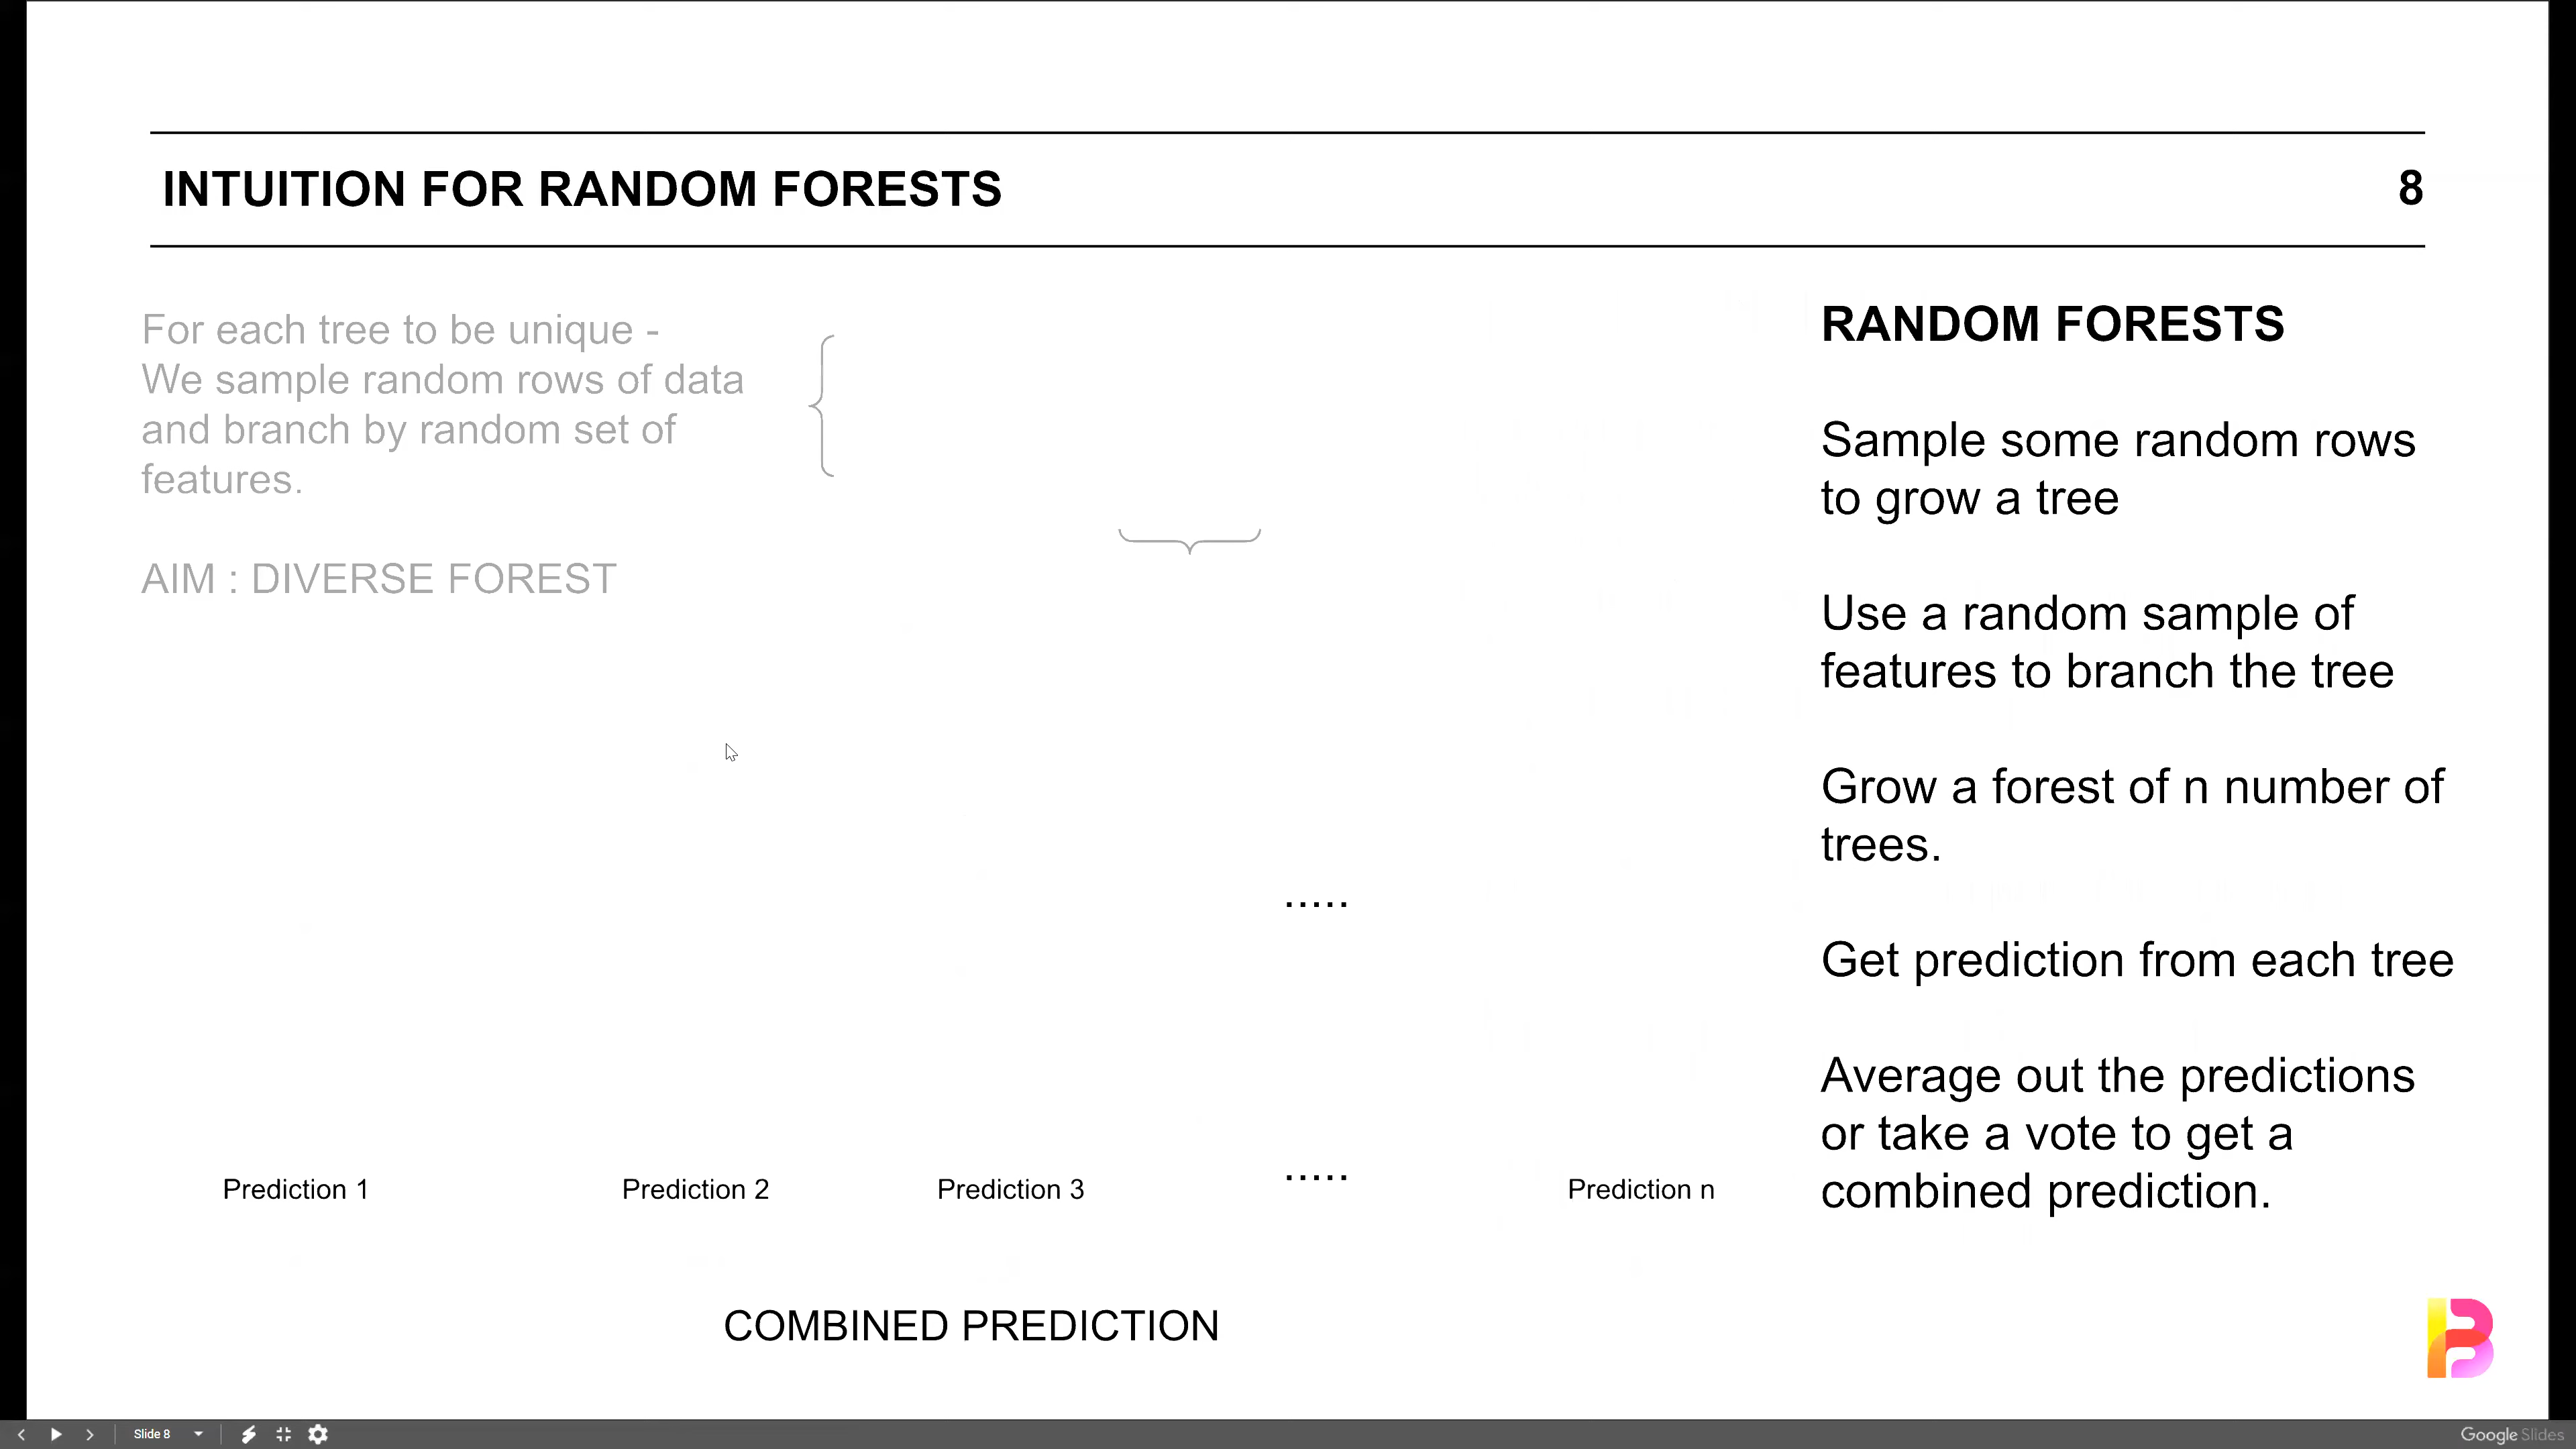 INTUITION FOR RANDOM FORESTS
8
For each tree to be unique -
We sample random rows of data
and branch by random set of
features.
AIM : DIVERSE FOREST
RANDOM FORESTS
Sample some random rows
to grow a tree
Use a random sample of
features to branch the tree
Grow a forest of n number of
trees.
Get prediction from each tree
Average out the predictions
or take a vote to get a
combined prediction.
.....
.....
Prediction 1
Prediction 2
Prediction 3
Prediction n
COMBINED PREDICTION
Slide 8
Google Slides